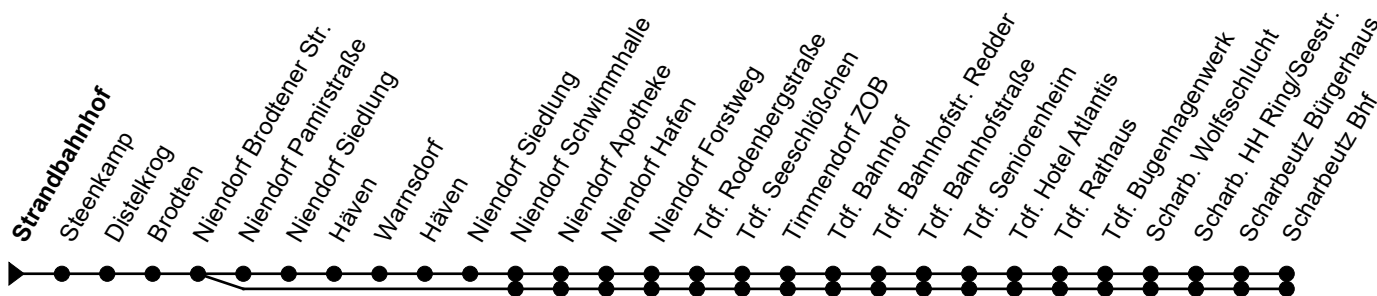 Strandbahnhof
Steenkamp
Distelkrog
Brodten
Niendorf Brodtener Str.
Niendorf Pamirstraße
Niendorf Siedlung
Häven
Warnsdorf
Häven
Niendorf Siedlung
Niendorf Schwimmhalle
Niendorf Apotheke
Niendorf Hafen
Niendorf Forstweg
Tdf. Rodenbergstraße
Tdf. Seeschlößchen
Timmendorf ZOB
Tdf. Bahnhof
Tdf. Bahnhofstr. Redder
Tdf. Bahnhofstraße
Tdf. Seniorenheim
Tdf. Hotel Atlantis
Tdf. Rathaus
Tdf. Bugenhagenwerk
Scharb. Wolfsschlucht
Scharb. HH Ring/Seestr.
Scharbeutz Bürgerhaus
Scharbeutz Bhf